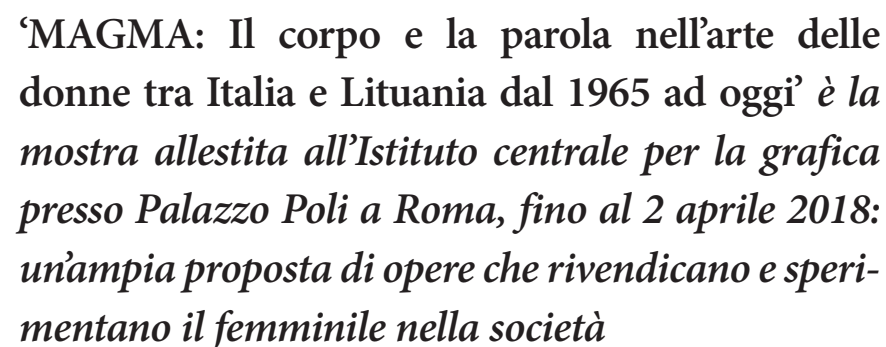 ‘MAGMA: Il corpo e la parola nell’arte delle
donne tra Italia e Lituania dal 1965 ad oggi’ è la
mostra allestita all’Istituto centrale per la grafica
presso Palazzo Poli a Roma, fino al 2 aprile 2018:
un’ampia proposta di opere che rivendicano e speri-
mentano il femminile nella società